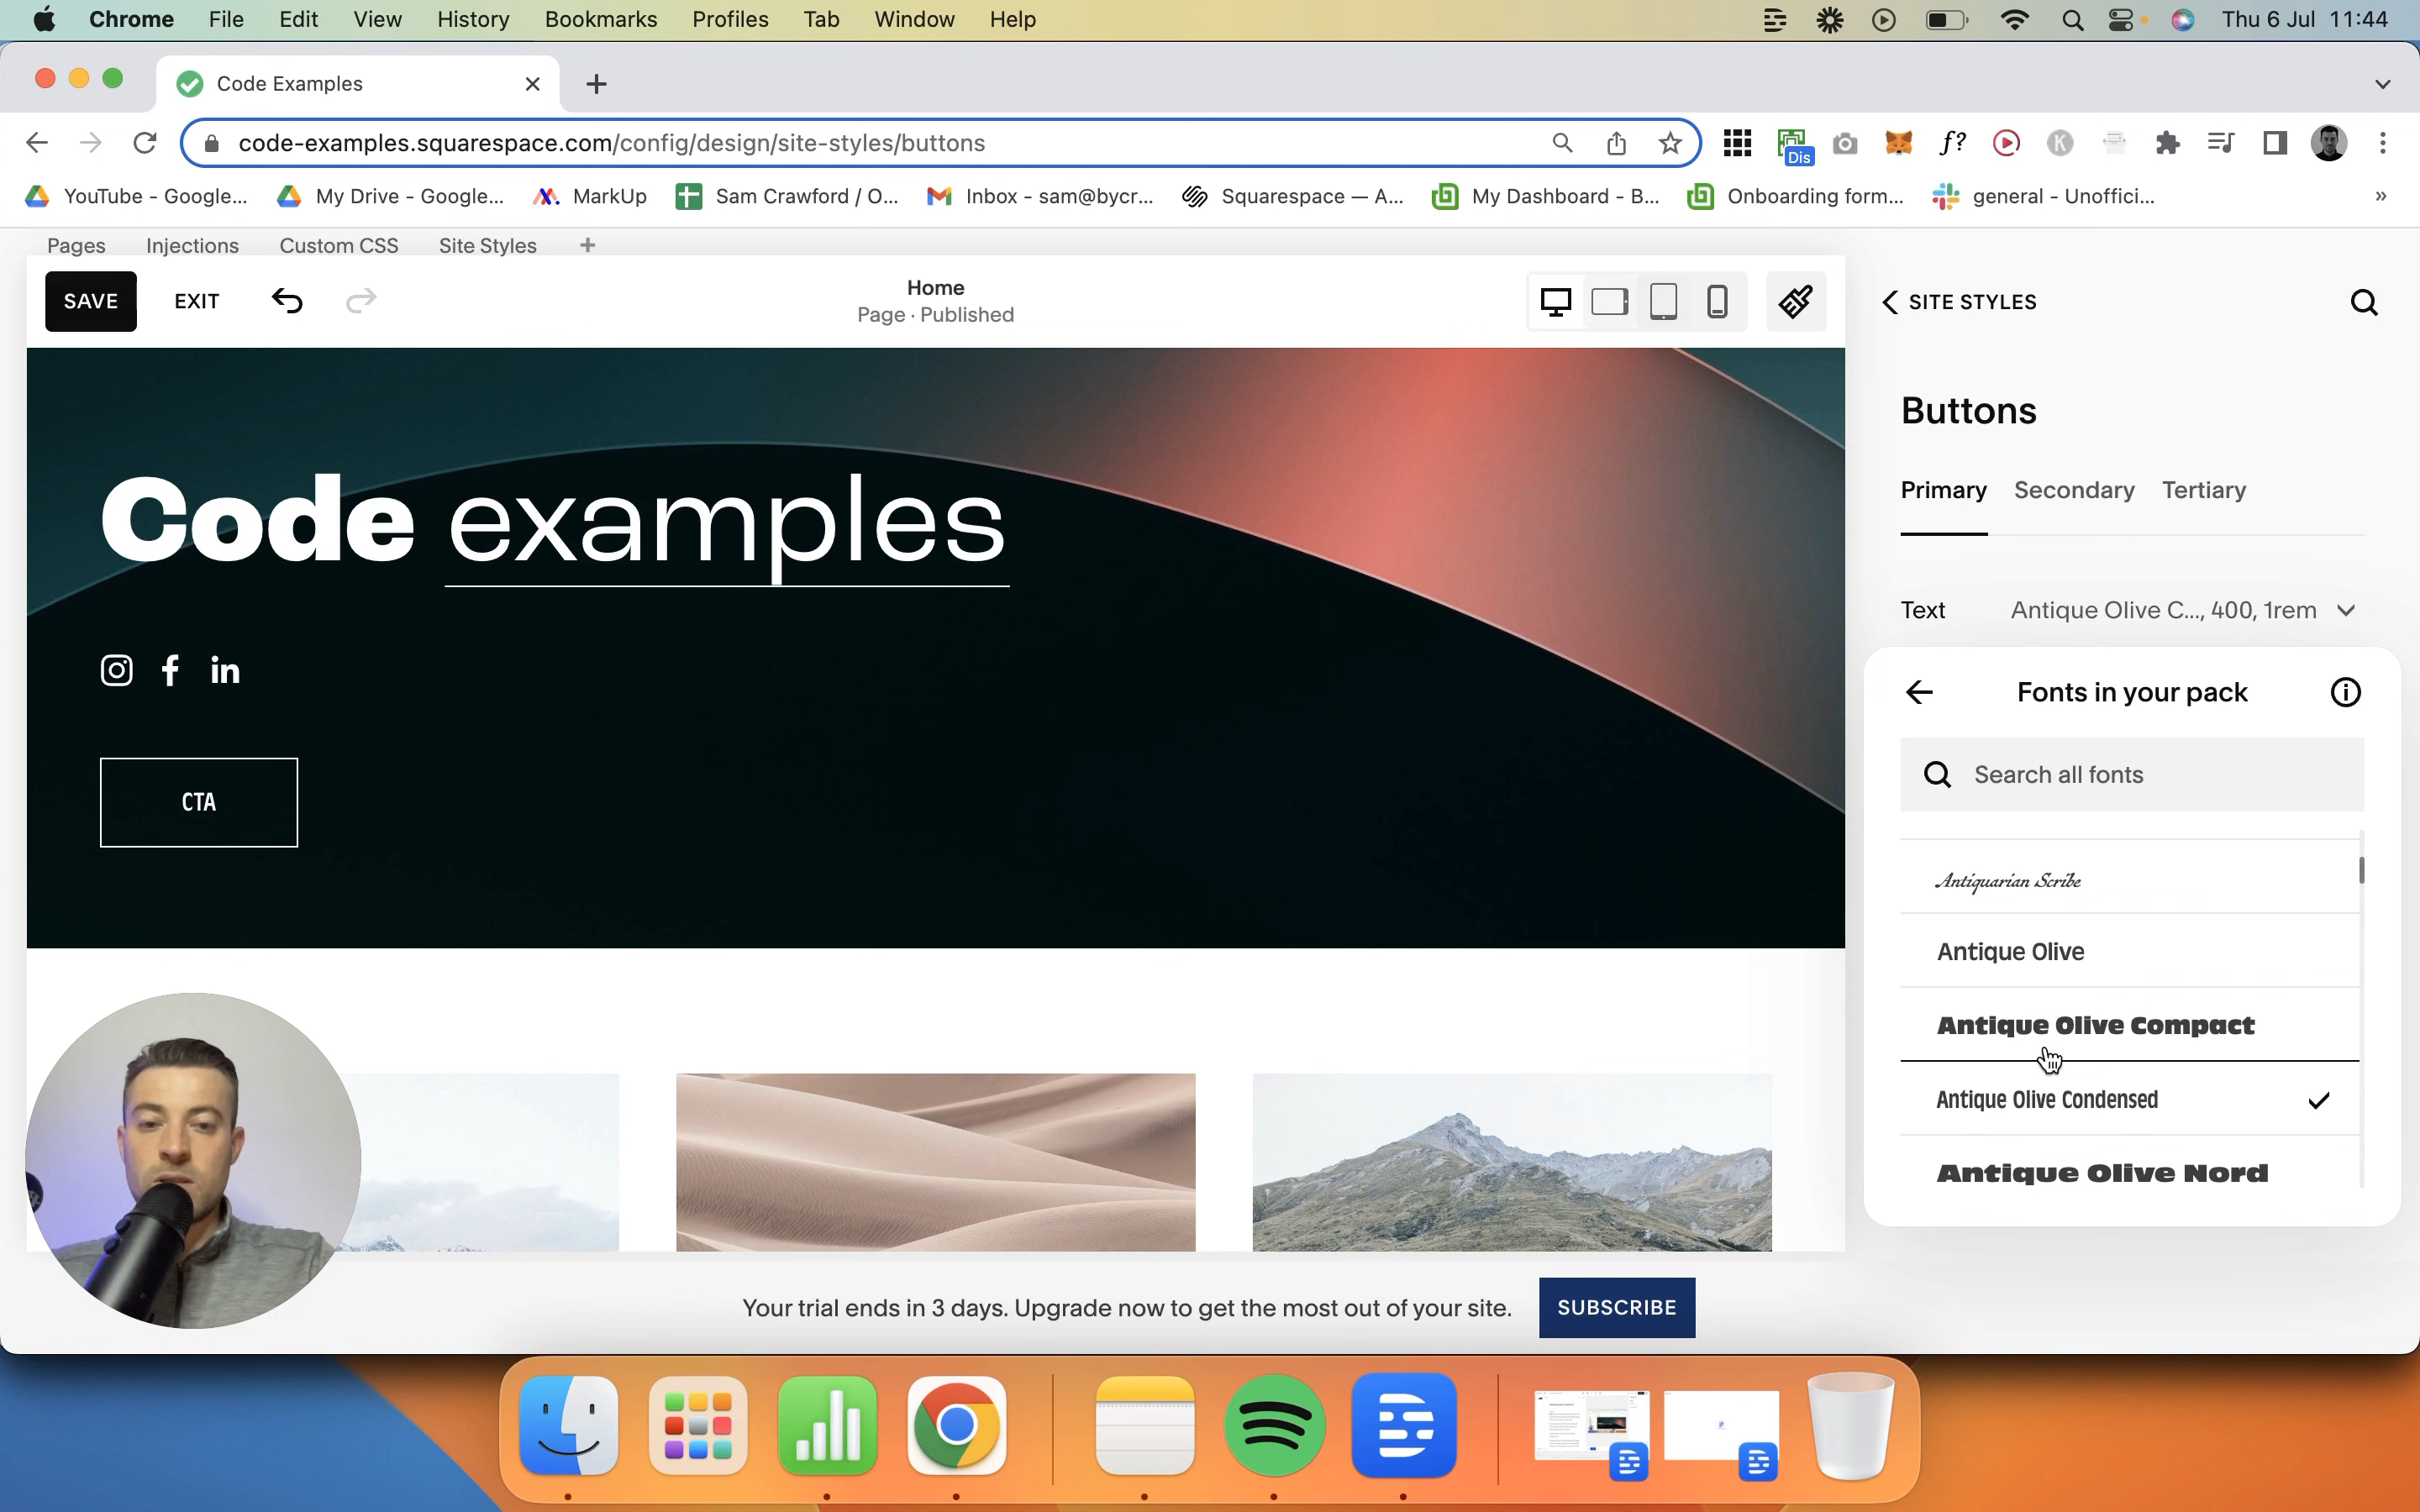 Chrome File Edit View History Bookmarks Profiles Tab Window Help Thu 6 Jul 11:44
Code Examples
code-examples.squarespace.com/config/design/site-styles/buttons
f?
Dis
K
YouTube - Google... My Drive - Google... MarkUp Sam Crawford / O... Inbox - sam@bycr... Squarespace — A... My Dashboard - B... Onboarding form... general - Unoffici... »
Pages Injections Custom CSS Site Styles +
SAVE EXIT
Home
Page · Published
SITE STYLES
Code examples
in
CTA
Buttons
Primary Secondary Tertiary
Text Antique Olive C..., 400, 1rem
Fonts in your pack
Search all fonts
Antiquarian Scribe
Antique Olive
Antique Olive Compact
Antique Olive Condensed
Antique Olive Nord
Your trial ends in 3 days. Upgrade now to get the most out of your site. SUBSCRIBE